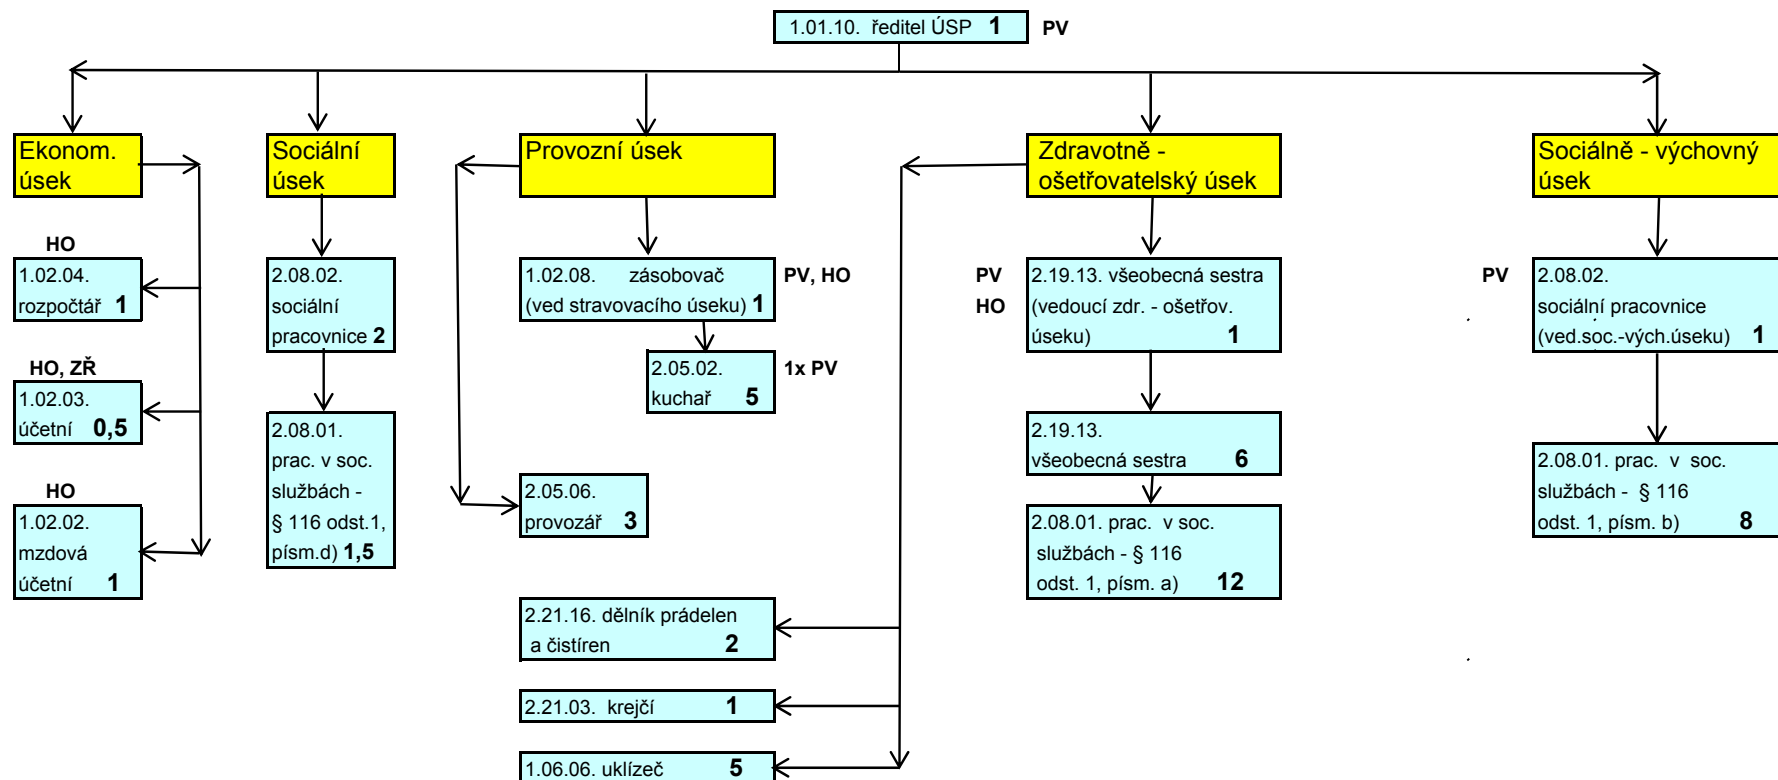 1.01.10. ředitel ÚSP 1
PV
Ekonom.
úsek
HO
1.02.04.
rozpočtář 1
HO, ZŘ
1.02.03.
účetní 0,5
HO
1.02.02.
mzdová
účetní 1
Sociální
úsek
2.08.02.
sociální
pracovnice 2
2.08.01.
prac. v soc.
službách -
§ 116 odst.1,
písm.d) 1,5
Provozní úsek
1.02.08. zásobovač
(ved stravovacího úseku) 1
PV, HO
2.05.02.
kuchař 5
1x PV
2.05.06.
provozář 3
2.21.16. dělník prádelen
a čistíren 2
2.21.03. krejčí 1
1.06.06. uklízeč 5
Zdravotně -
ošetřovatelský úsek
PV
HO
2.19.13. všeobecná sestra
(vedoucí zdr. - ošetřov.
úseku) 1
2.19.13.
všeobecná sestra 6
2.08.01. prac. v soc.
službách - § 116
odst. 1, písm. a) 12
Sociálně - výchovný
úsek
PV
2.08.02.
sociální pracovnice
(ved.soc.-vých.úseku) 1
2.08.01. prac. v soc.
službách - § 116
odst. 1, písm. b) 8